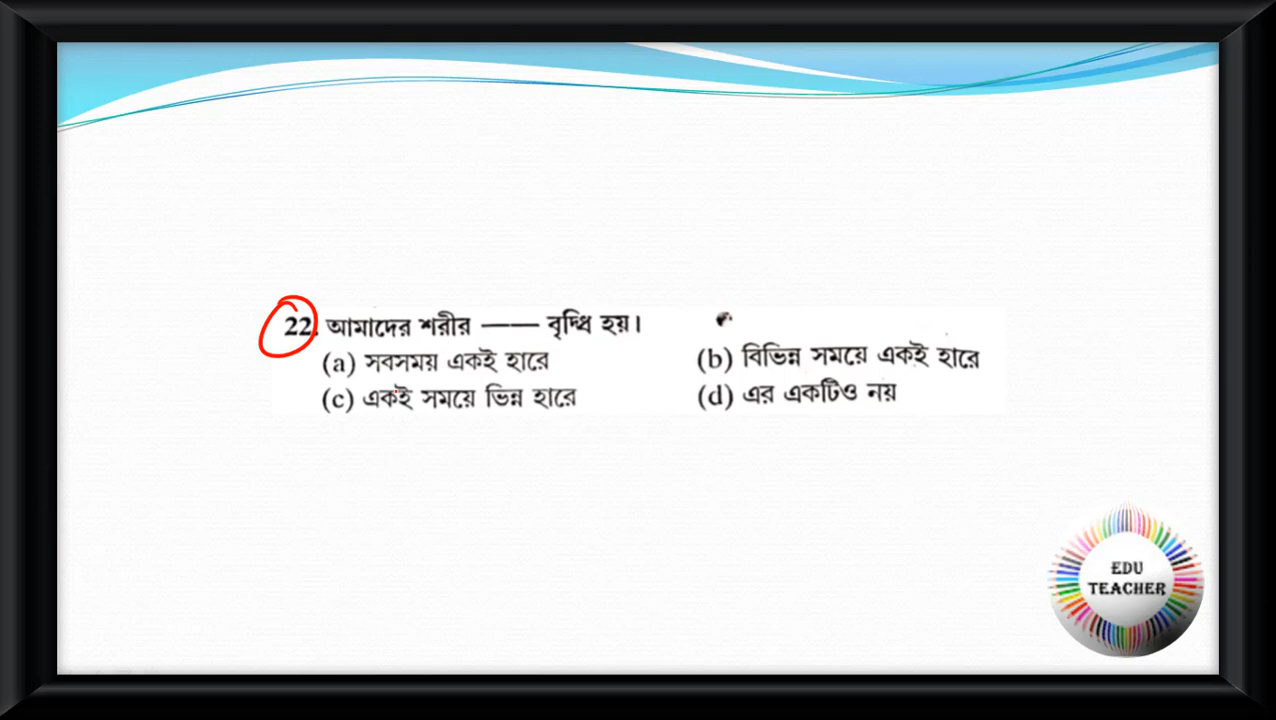 22. আমাদের শরীর —— বৃদ্ধি হয়।
(a) সবসময় একই হারে (b) বিভিন্ন সময়ে একই হারে
(c) একই সময়ে ভিন্ন হারে (d) এর একটিও নয়
EDU
TEACHER